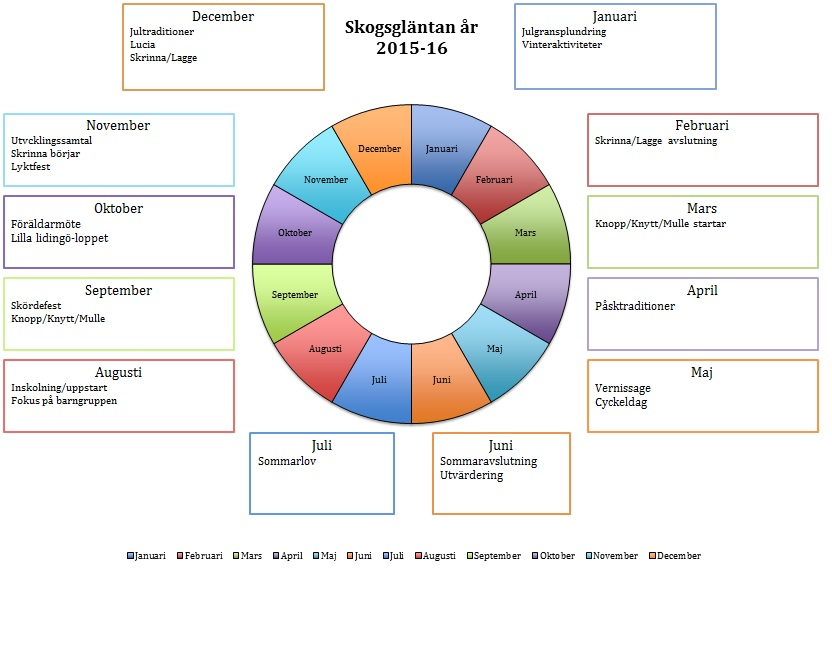 Skogsgläntan år
2015-16
December
Jultraditioner
Lucia
Skrinna/Lagge
Januari
Julgransplundring
Vinteraktiviteter
November
Utvcklingssamtal
Skrinna börjar
Lyktfest
Februari
Skrinna/Lagge avslutning
Oktober
Föräldarmöte
Lilla lidingö-loppet
Mars
Knopp/Knytt/Mulle startar
September
Skördefest
Knopp/Knytt/Mulle
April
Påsktraditioner
Augusti
Inskolning/uppstart
Fokus på barngruppen
Maj
Vernissage
Cyckeldag
Juli
Sommarlov
Juni
Sommaravslutning
Utvärdering
Januari
Februari
Mars
April
Maj
Juni
Juli
Augusti
September
Oktober
November
December
Januari Februari Mars April Maj Juni Juli Augusti September Oktober November December